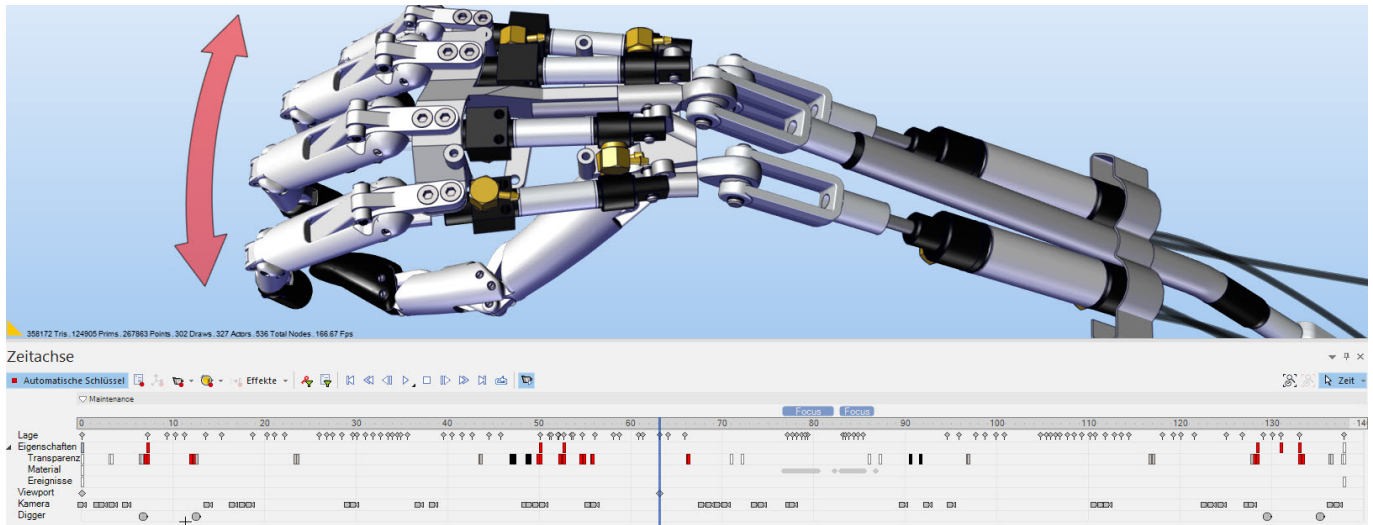 358172 Tris. 124905 Prims. 267863 Points. 302 Draws. 327 Actors. 536 Total Nodes. 166.67 Fps
Zeitachse
Automatische Schlüssel Effekte Zeit
Maintenance
Focus Focus
0 10 20 30 40 50 60 70 80 90 100 110 120 130 140
Lage
Eigenschaften
Transparenz
Material
Ereignisse
Viewport
Kamera
Digger